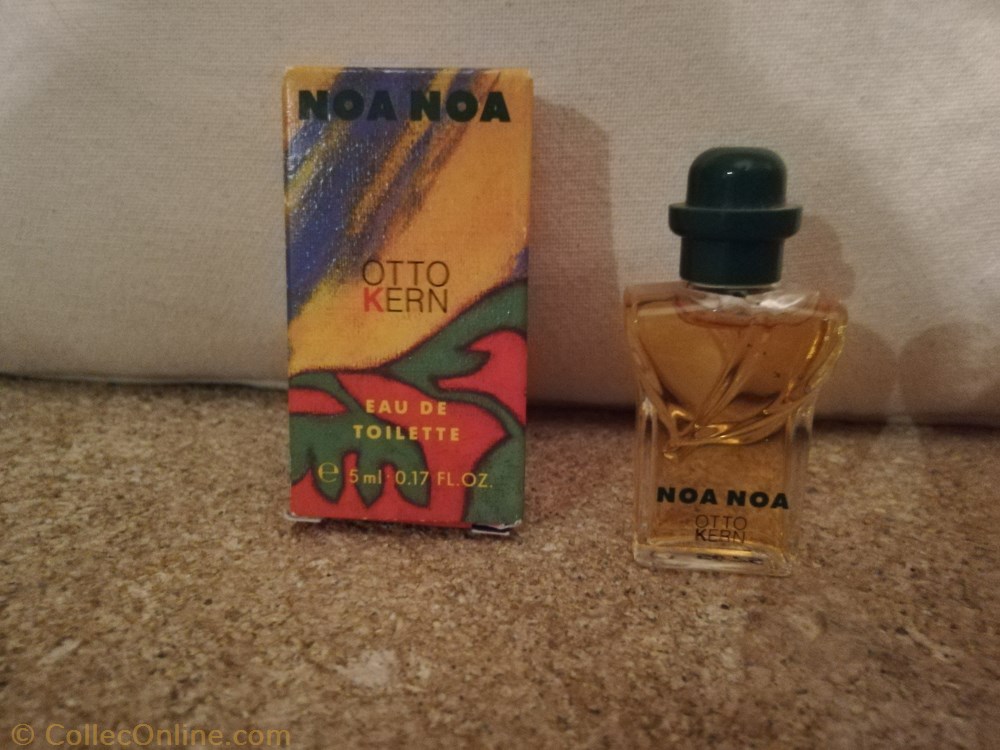 NOA NOA
OTTO
KERN
EAU DE
TOILETTE
℮ 5 ml · 0.17 FL.OZ.
NOA NOA
OTTO
KERN
© CollecOnline.com